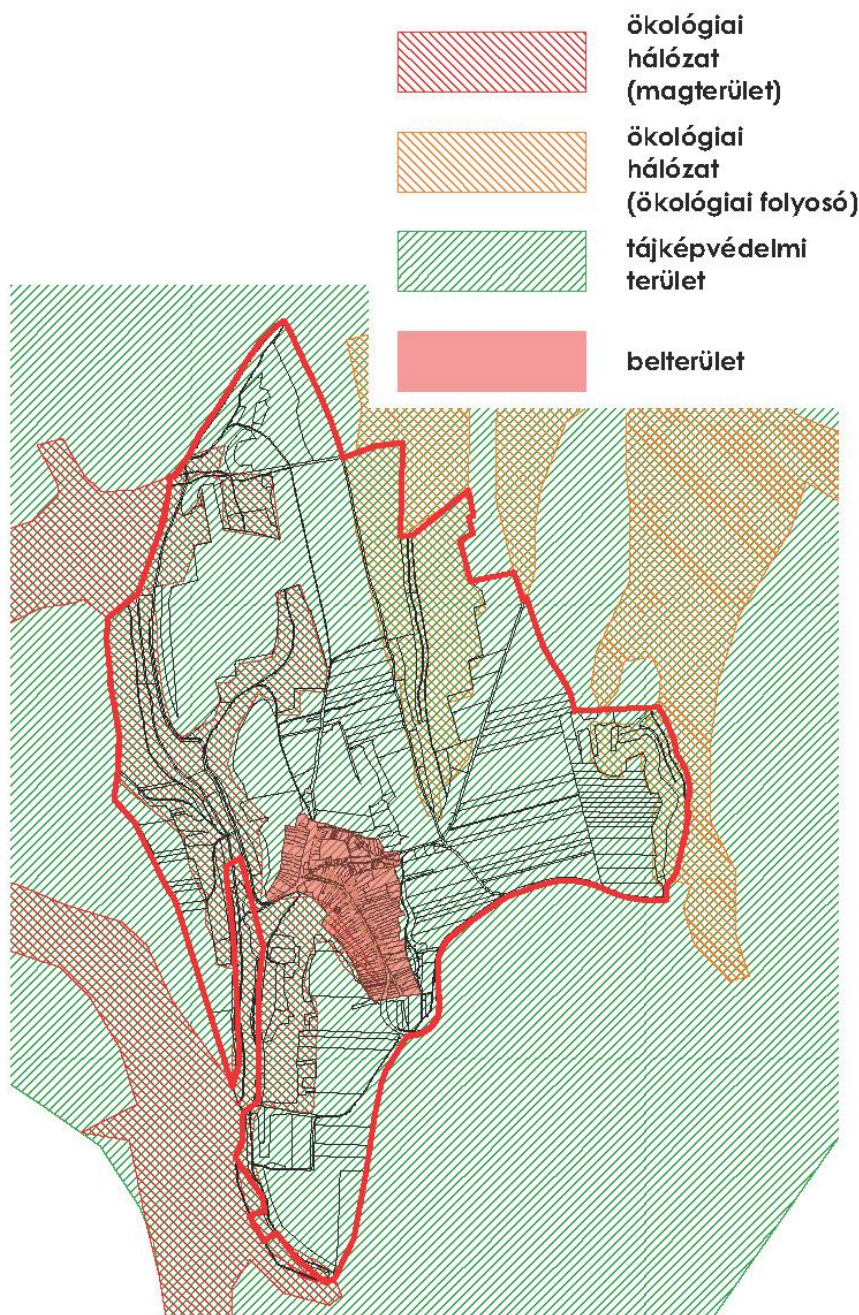 ökológiai
hálózat
(magterület)
ökológiai
hálózat
(ökológiai folyosó)
tájképvédelmi
terület
belterület